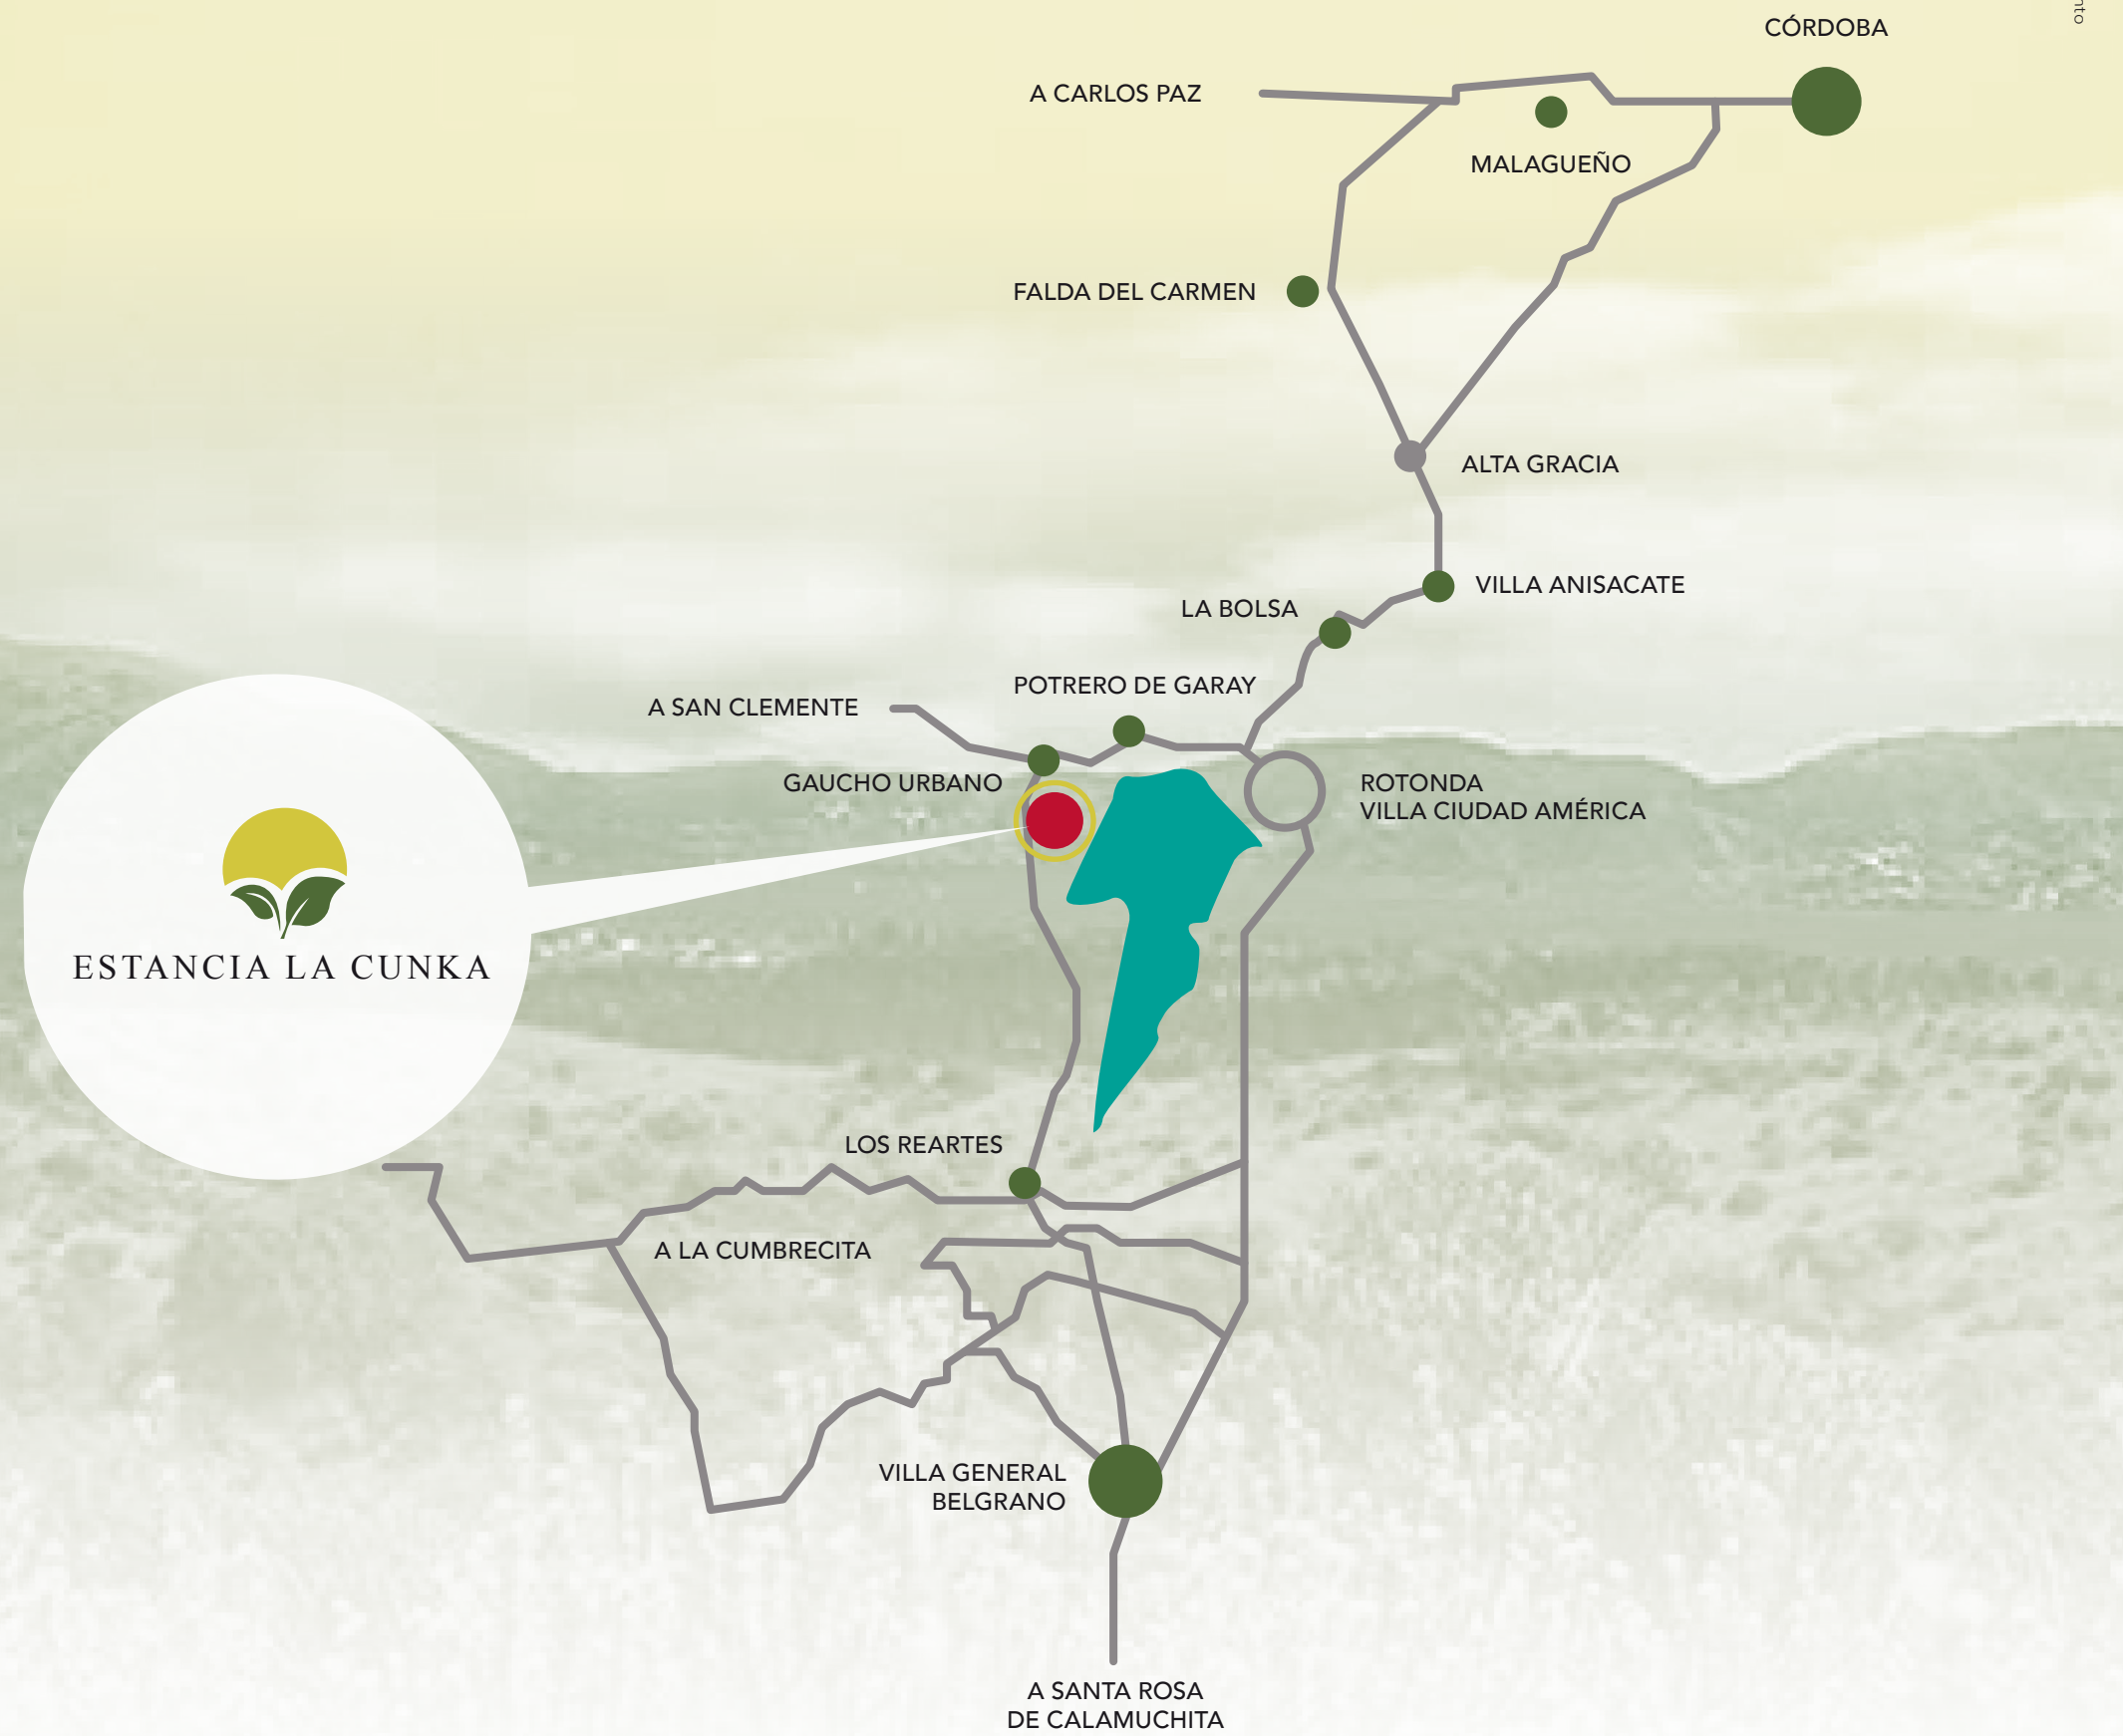 nto
CÓRDOBA
A CARLOS PAZ
MALAGUEÑO
FALDA DEL CARMEN
ALTA GRACIA
VILLA ANISACATE
LA BOLSA
POTRERO DE GARAY
A SAN CLEMENTE
GAUCHO URBANO
ROTONDA
VILLA CIUDAD AMÉRICA
ESTANCIA LA CUNKA
LOS REARTES
A LA CUMBRECITA
VILLA GENERAL
BELGRANO
A SANTA ROSA
DE CALAMUCHITA